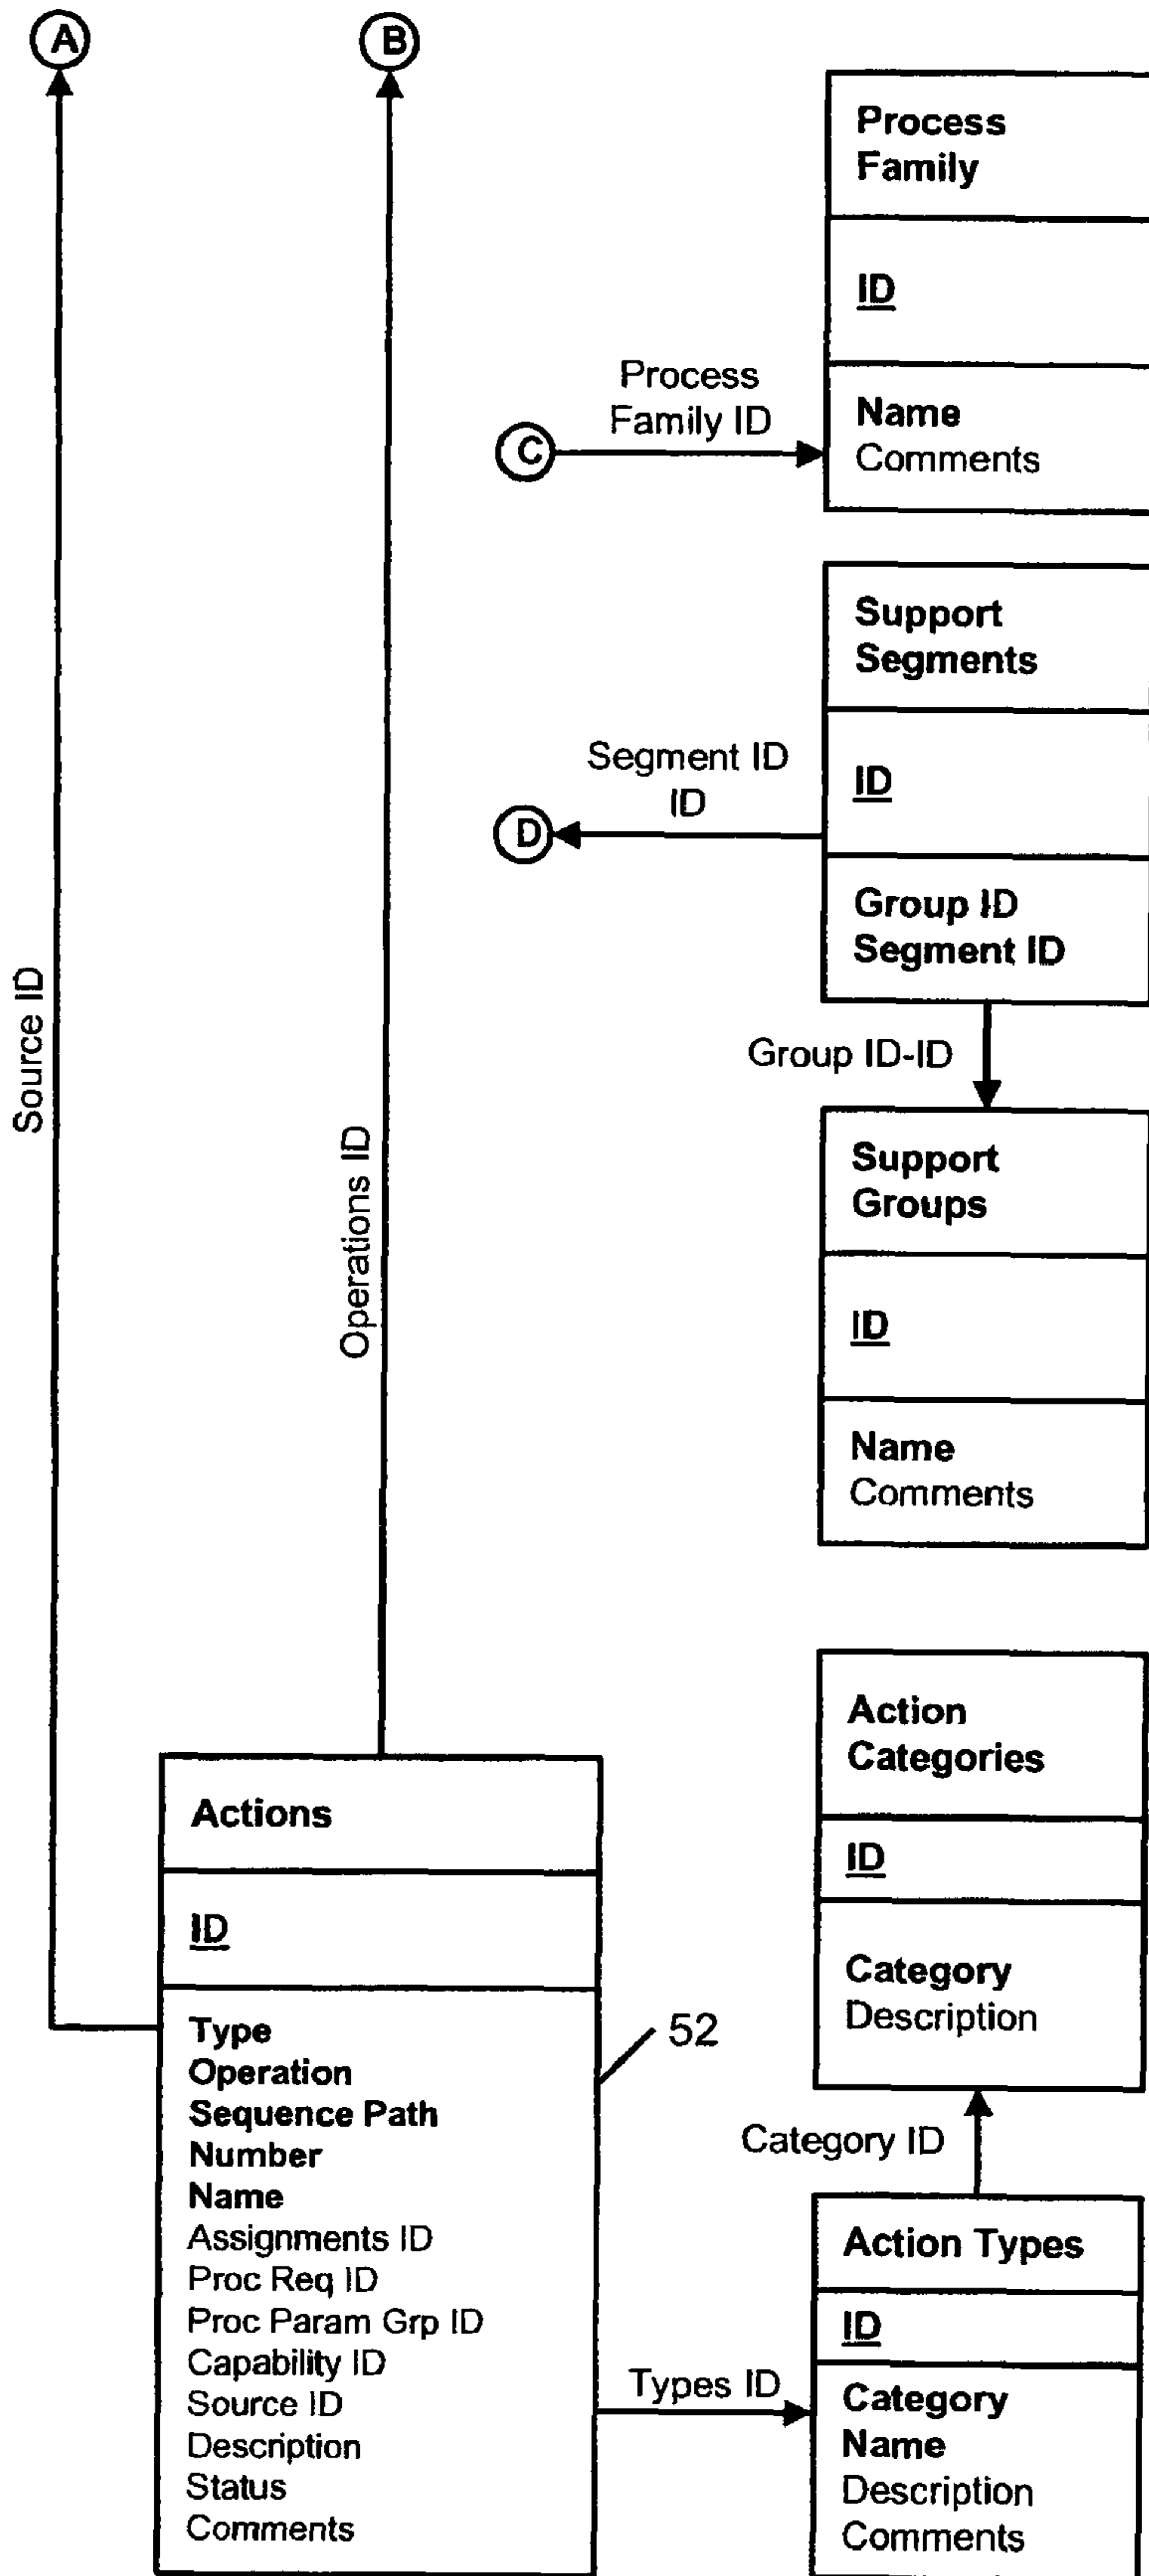 A
B
Process
Family
ID
Name
Comments
Process
Family ID
C
Support
Segments
ID
Group ID
Segment ID
Segment ID
ID
D
Group ID-ID
Support
Groups
ID
Name
Comments
Source ID
Operations ID
Actions
ID
Type
Operation
Sequence Path
Number
Name
Assignments ID
Proc Req ID
Proc Param Grp ID
Capability ID
Source ID
Description
Status
Comments
52
Action
Categories
ID
Category
Description
Category ID
Action Types
ID
Category
Name
Description
Comments
Types ID